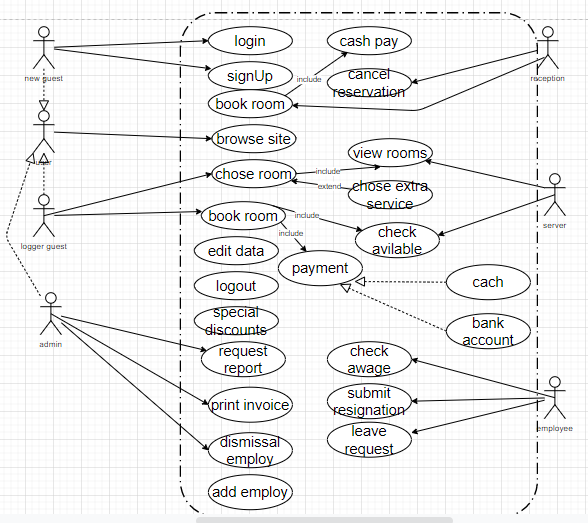 login
cash pay
new guest
signUp
include
cancel
reservation
reception
book room
user
browse site
chose room
include
view rooms
extend
chose extra
service
logger guest
book room
include
include
check
avilable
server
edit data
payment
logout
cach
special
discounts
bank
account
admin
request
report
check
awage
print invoice
submit
resignation
employee
dismissal
employ
leave
request
add employ